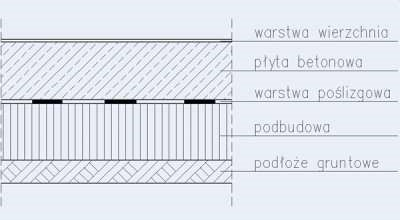 warstwa wierzchnia
płyta betonowa
warstwa poślizgowa
podbudowa
podłoże gruntowe